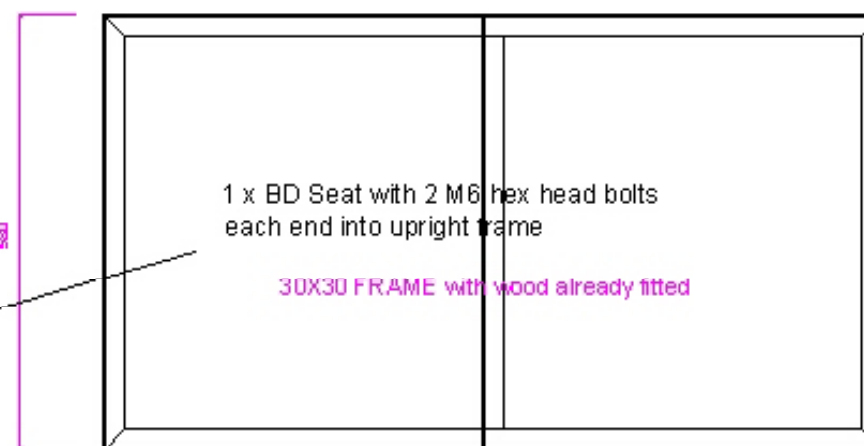 1 x BD Seat with 2 M6 hex head bolts
each end into upright frame
30X30 FRAME with wood already fitted